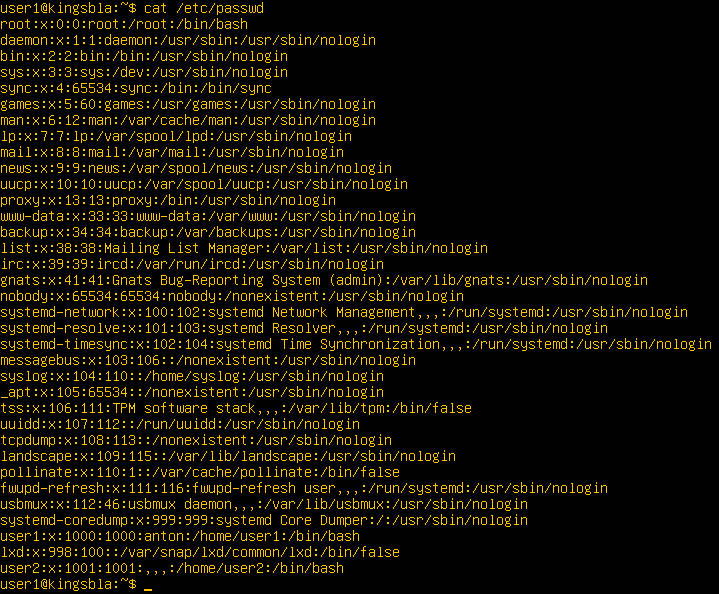 user1@kingsbla:~$ cat /etc/passwd
root:x:0:0:root:/root:/bin/bash
daemon:x:1:1:daemon:/usr/sbin:/usr/sbin/nologin
bin:x:2:2:bin:/bin:/usr/sbin/nologin
sys:x:3:3:sys:/dev:/usr/sbin/nologin
sync:x:4:65534:sync:/bin:/bin/sync
games:x:5:60:games:/usr/games:/usr/sbin/nologin
man:x:6:12:man:/var/cache/man:/usr/sbin/nologin
lp:x:7:7:lp:/var/spool/lpd:/usr/sbin/nologin
mail:x:8:8:mail:/var/mail:/usr/sbin/nologin
news:x:9:9:news:/var/spool/news:/usr/sbin/nologin
uucp:x:10:10:uucp:/var/spool/uucp:/usr/sbin/nologin
proxy:x:13:13:proxy:/bin:/usr/sbin/nologin
www-data:x:33:33:www-data:/var/www:/usr/sbin/nologin
backup:x:34:34:backup:/var/backups:/usr/sbin/nologin
list:x:38:38:Mailing List Manager:/var/list:/usr/sbin/nologin
irc:x:39:39:ircd:/var/run/ircd:/usr/sbin/nologin
gnats:x:41:41:Gnats Bug-Reporting System (admin):/var/lib/gnats:/usr/sbin/nologin
nobody:x:65534:65534:nobody:/nonexistent:/usr/sbin/nologin
systemd-network:x:100:102:systemd Network Management,,,:/run/systemd:/usr/sbin/nologin
systemd-resolve:x:101:103:systemd Resolver,,,:/run/systemd:/usr/sbin/nologin
systemd-timesync:x:102:104:systemd Time Synchronization,,,:/run/systemd:/usr/sbin/nologin
messagebus:x:103:106::/nonexistent:/usr/sbin/nologin
syslog:x:104:110::/home/syslog:/usr/sbin/nologin
_apt:x:105:65534::/nonexistent:/usr/sbin/nologin
tss:x:106:111:TPM software stack,,,:/var/lib/tpm:/bin/false
uuidd:x:107:112::/run/uuidd:/usr/sbin/nologin
tcpdump:x:108:113::/nonexistent:/usr/sbin/nologin
landscape:x:109:115::/var/lib/landscape:/usr/sbin/nologin
pollinate:x:110:1::/var/cache/pollinate:/bin/false
fwupd-refresh:x:111:116:fwupd-refresh user,,,:/run/systemd:/usr/sbin/nologin
usbmux:x:112:46:usbmux daemon,,,:/var/lib/usbmux:/usr/sbin/nologin
systemd-coredump:x:999:999:systemd Core Dumper:/:/usr/sbin/nologin
user1:x:1000:1000:anton:/home/user1:/bin/bash
lxd:x:998:100::/var/snap/lxd/common/lxd:/bin/false
user2:x:1001:1001:,,,:/home/user2:/bin/bash
user1@kingsbla:~$ _